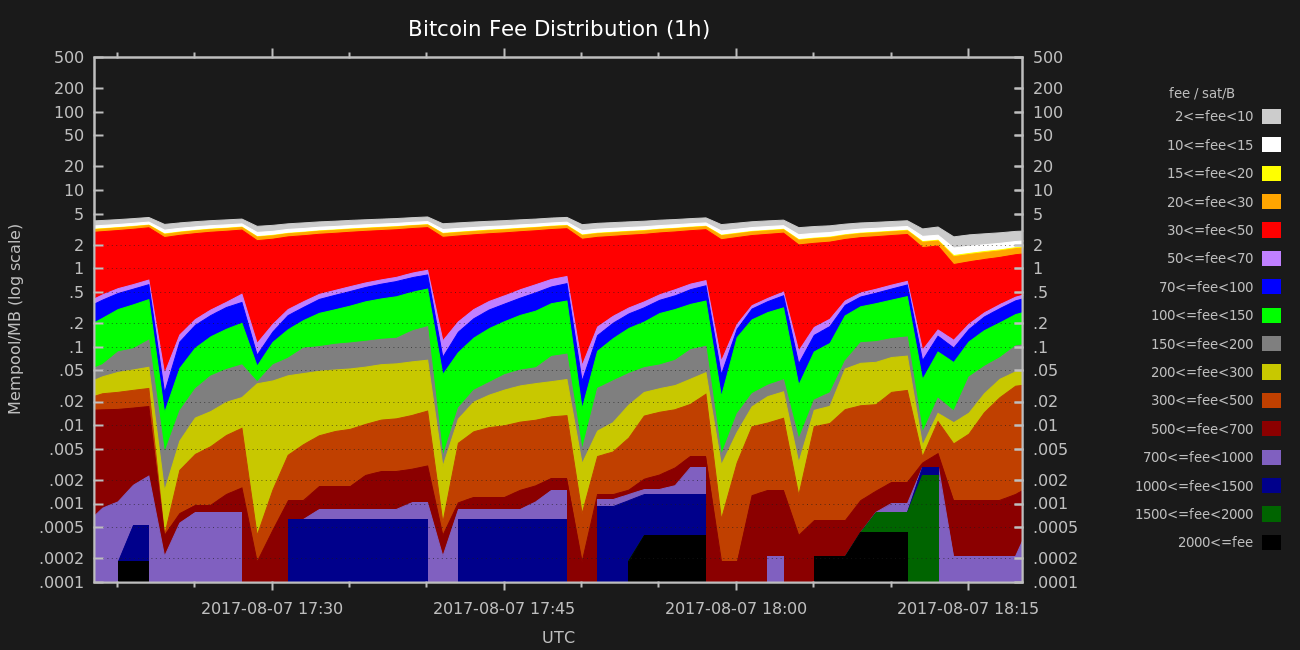 Bitcoin Fee Distribution (1h)
Mempool/MB (log scale)
500
200
100
50
20
10
5
2
1
.5
.2
.1
.05
.02
.01
.005
.002
.001
.0005
.0002
.0001
500
200
100
50
20
10
5
2
1
.5
.2
.1
.05
.02
.01
.005
.002
.001
.0005
.0002
.0001
2017-08-07 17:30
2017-08-07 17:45
2017-08-07 18:00
2017-08-07 18:15
UTC
fee / sat/B
2<=fee<10
10<=fee<15
15<=fee<20
20<=fee<30
30<=fee<50
50<=fee<70
70<=fee<100
100<=fee<150
150<=fee<200
200<=fee<300
300<=fee<500
500<=fee<700
700<=fee<1000
1000<=fee<1500
1500<=fee<2000
2000<=fee